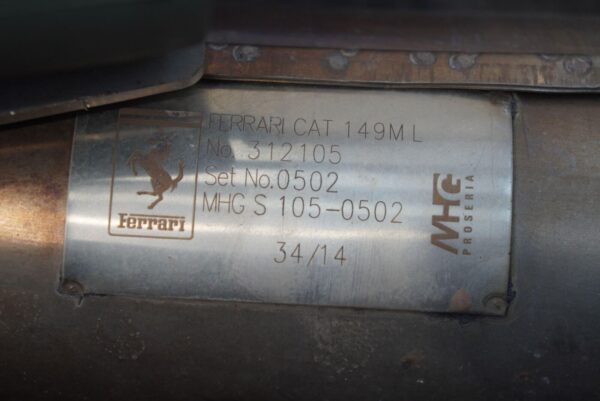 FERRARI CAT 149M L
No. 312105
Set No.0502
MHG S 105-0502
34/14
Ferrari
MHG
PROSERIA